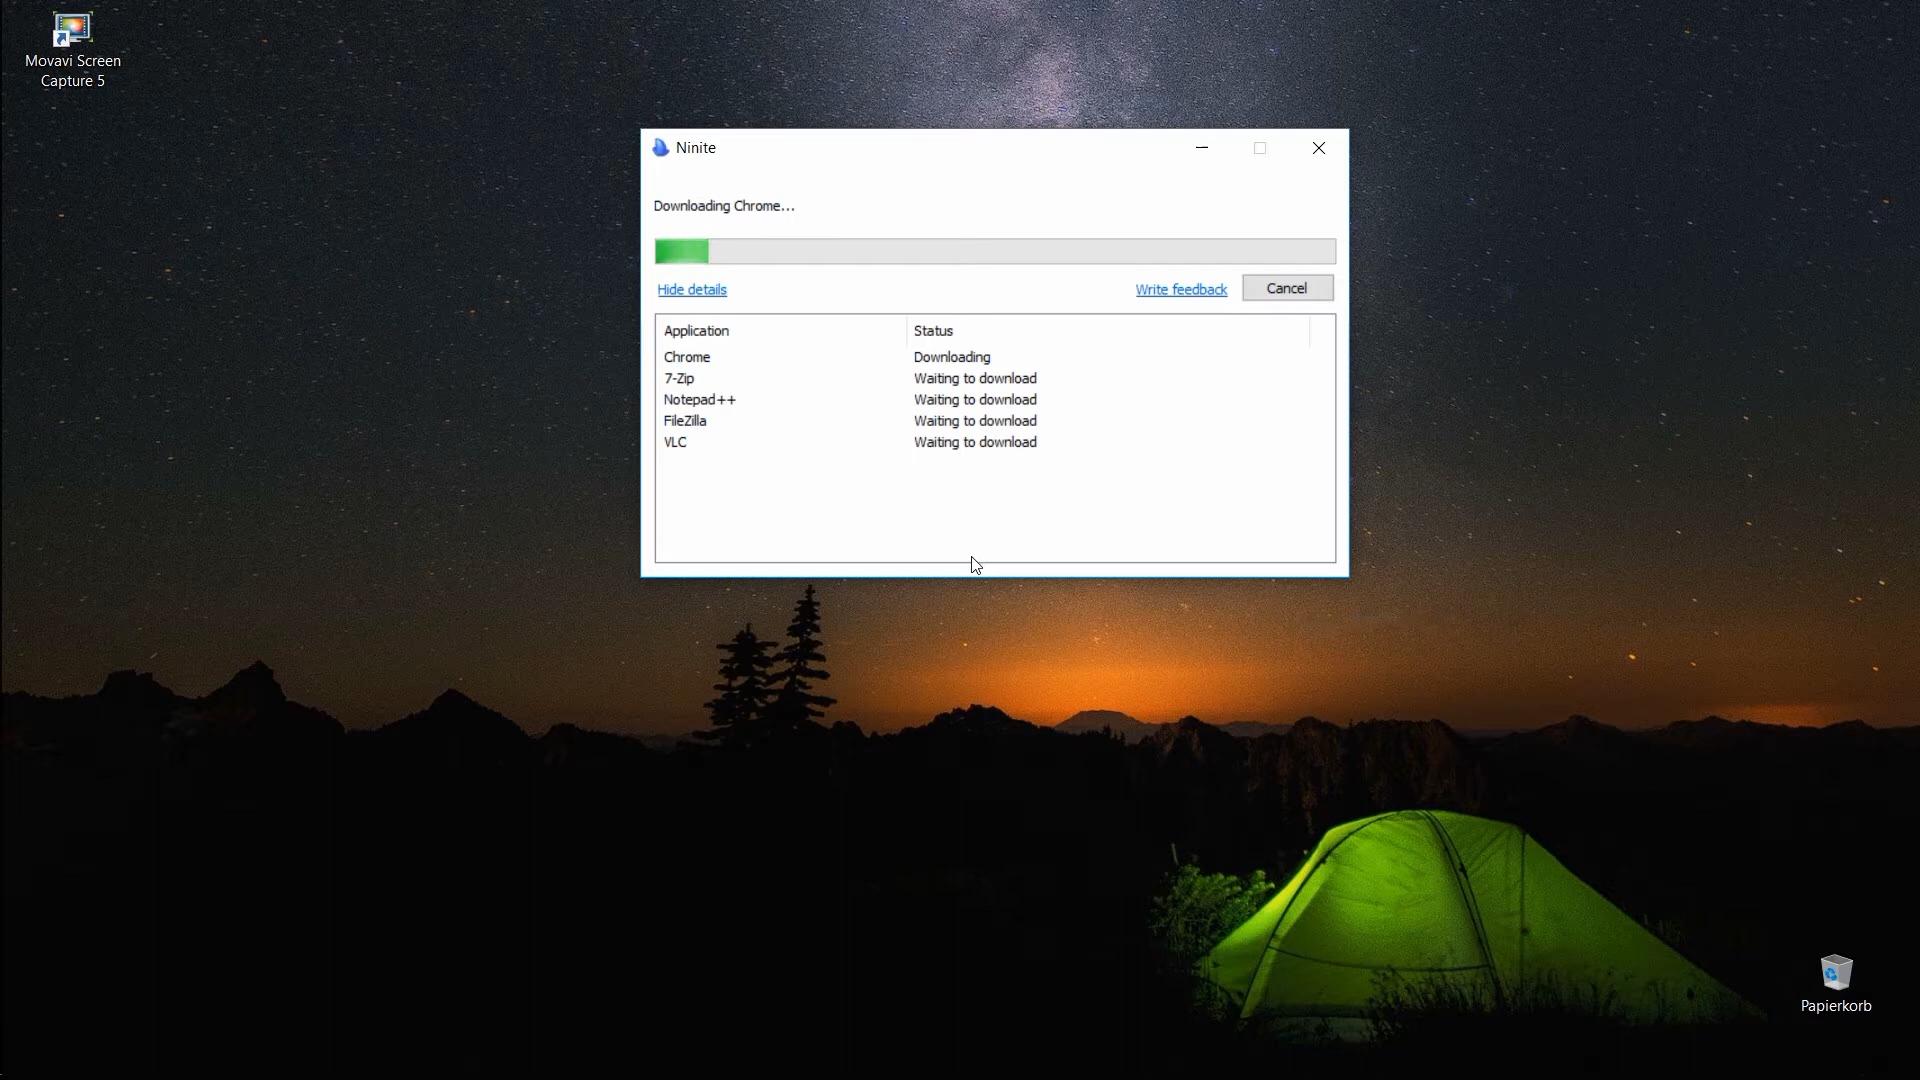 Movavi Screen
Capture 5
Ninite
Downloading Chrome...
Hide details
Write feedback
Cancel
Application
Status
Chrome
Downloading
7-Zip
Waiting to download
Notepad++
Waiting to download
FileZilla
Waiting to download
VLC
Waiting to download
Papierkorb